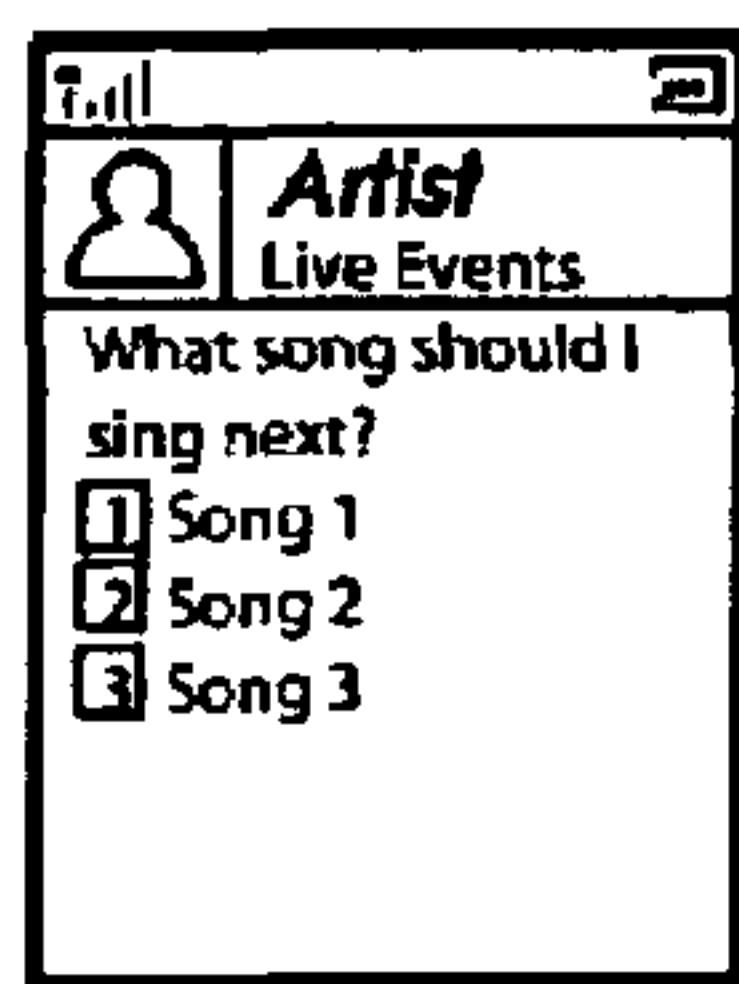 Artist
Live Events
What song should I
sing next?
1 Song 1
2 Song 2
3 Song 3